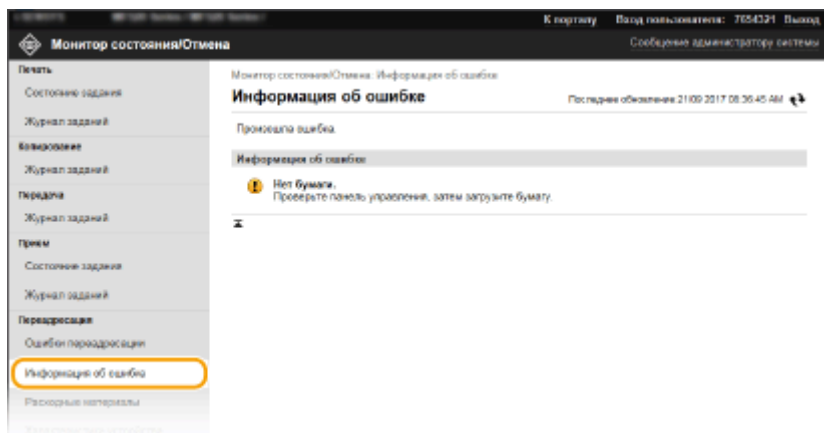 К порталу Вход пользователя: 7654321 Выход
Монитор состояния/Отмена
Сообщение администратору системы
Печать
Состояние задания
Журнал заданий
Копирование
Журнал заданий
Передача
Журнал заданий
Прием
Состояние задания
Журнал заданий
Переадресация
Ошибки переадресации
Информация об ошибке
Расходные материалы
Монитор состояния/Отмена: Информация об ошибке
Информация об ошибке
Последнее обновление 21/09 2017 08:36:45 AM
Произошла ошибка.
Информация об ошибке
Нет бумаги.
Проверьте панель управления, затем загрузите бумагу.